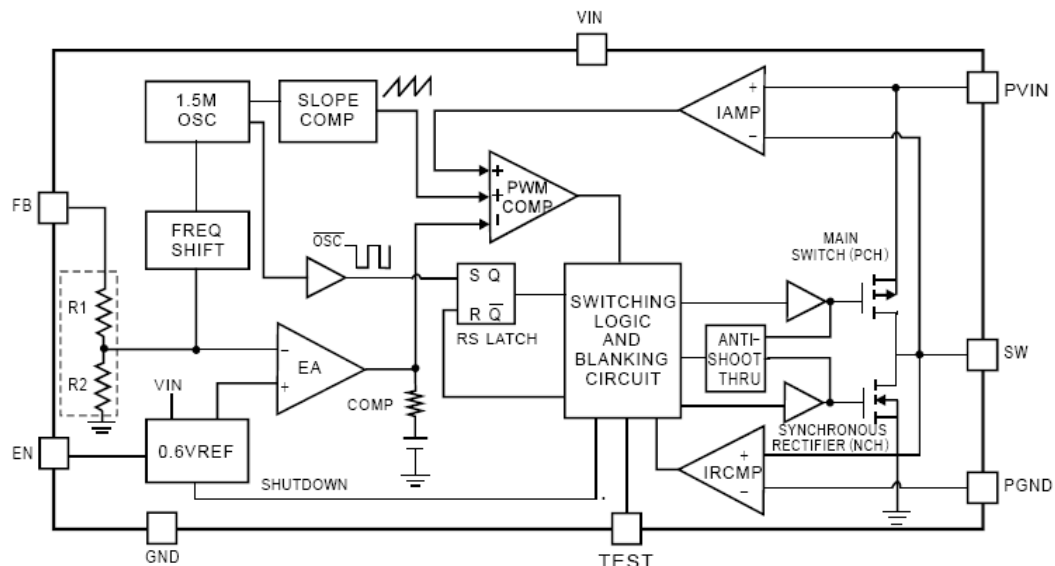 VIN
1.5M
OSC
SLOPE
COMP
+
IAMP
−
PVIN
FB
FREQ
SHIFT
+
+
−
PWM
COMP
OSC
MAIN
SWITCH (PCH)
R1
R2
S Q
R Q
RS LATCH
SWITCHING
LOGIC
AND
BLANKING
CIRCUIT
ANTI-
SHOOT
THRU
SW
−
EA
+
VIN
COMP
EN
0.6VREF
SHUTDOWN
SYNCHRONOUS
RECTIFIER (NCH)
+
IRCMP
−
PGND
GND
TEST